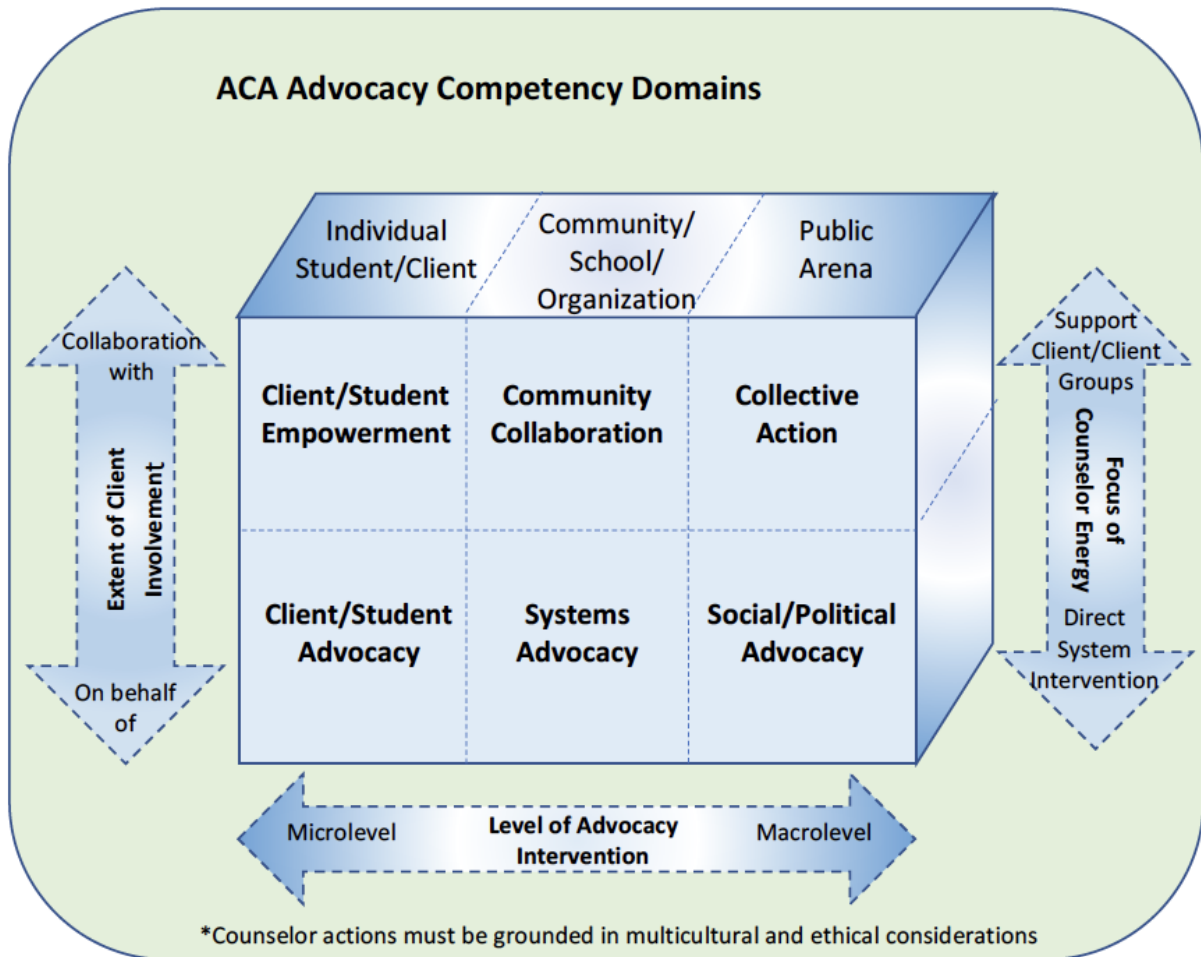 ACA Advocacy Competency Domains
Individual
Student/Client
Community/
School/
Organization
Public
Arena
Collaboration
with
Extent of Client
Involvement
On behalf
of
Client/Student
Empowerment
Community
Collaboration
Collective
Action
Client/Student
Advocacy
Systems
Advocacy
Social/Political
Advocacy
Support
Client/Client
Groups
Focus of
Counselor Energy
Direct
System
Intervention
Microlevel
Level of Advocacy
Intervention
Macrolevel
*Counselor actions must be grounded in multicultural and ethical considerations